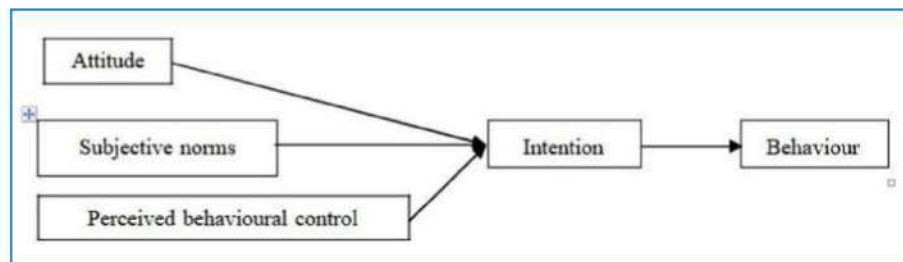 Attitude
Subjective norms
Intention
Behaviour
Perceived behavioural control